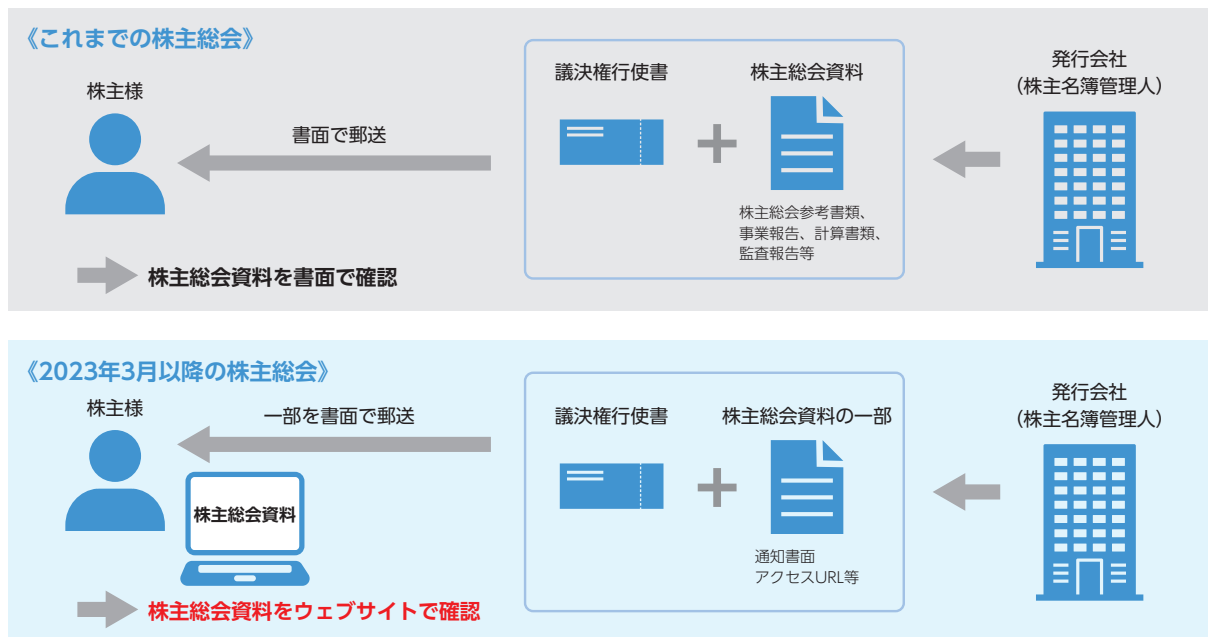 《これまでの株主総会》
株主様
書面で郵送
議決権行使書
株主総会資料
株主総会参考書類、
事業報告、計算書類、
監査報告等
発行会社
(株主名簿管理人)
株主総会資料を書面で確認
《2023年3月以降の株主総会》
株主様
一部を書面で郵送
株主総会資料
議決権行使書
株主総会資料の一部
通知書面
アクセスURL等
発行会社
(株主名簿管理人)
株主総会資料をウェブサイトで確認